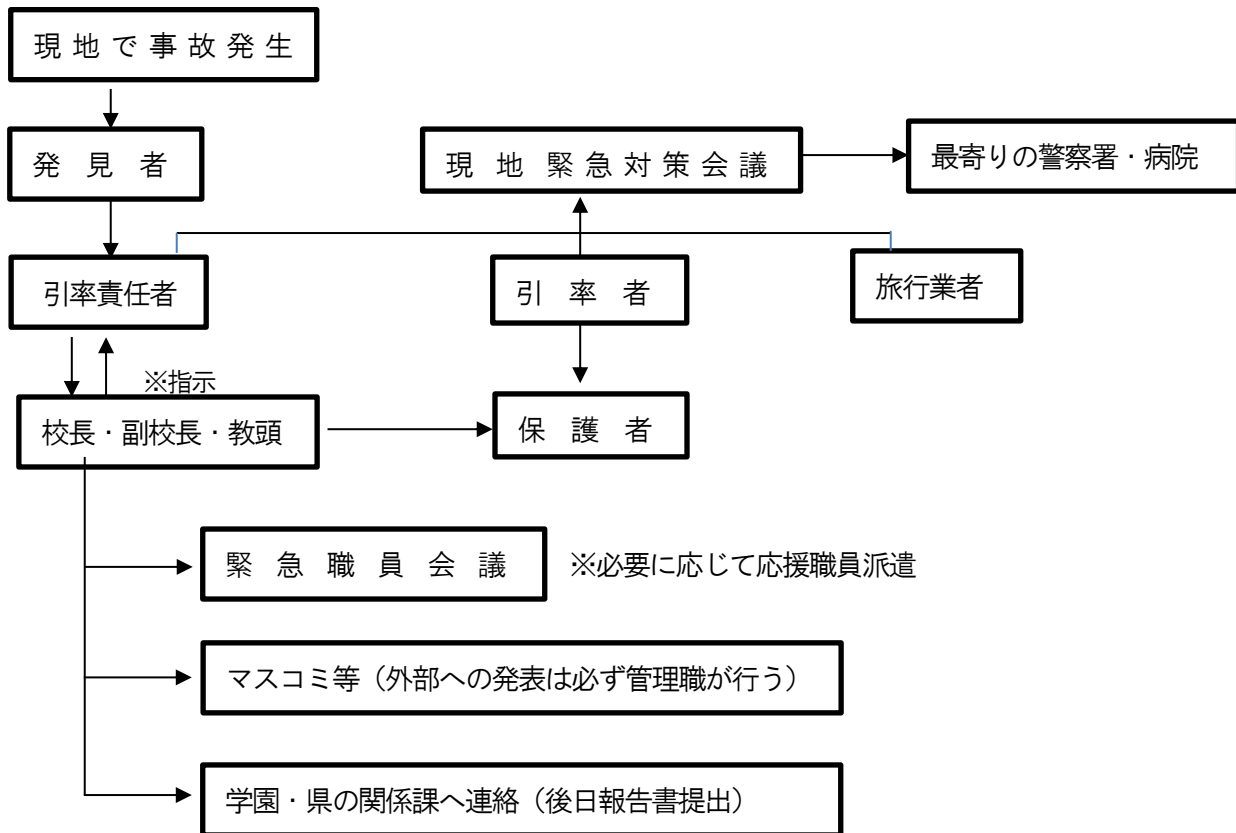 現地で事故発生
発見者
現地緊急対策会議
最寄りの警察署・病院
引率責任者
引率者
旅行業者
※指示
校長・副校長・教頭
保護者
緊急職員会議
※必要に応じて応援職員派遣
マスコミ等（外部への発表は必ず管理職が行う）
学園・県の関係課へ連絡（後日報告書提出）